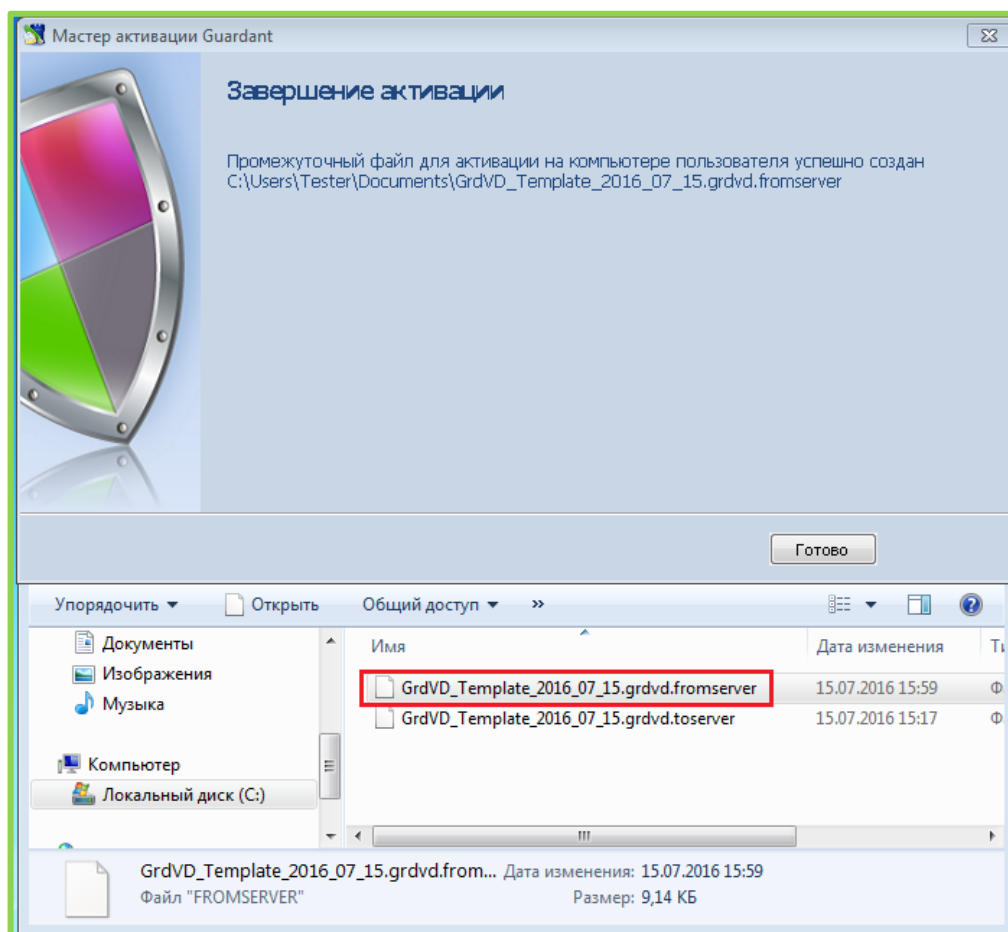 Мастер активации Guardant
Завершение активации
Промежуточный файл для активации на компьютере пользователя успешно создан
C:\Users\Tester\Documents\GrdVD_Template_2016_07_15.grdvd.fromserver
Готово
Упорядочить Открыть Общий доступ »
Документы
Изображения
Музыка
Компьютер
Локальный диск (C:)
Имя Дата изменения
GrdVD_Template_2016_07_15.grdvd.fromserver 15.07.2016 15:59 Ф
GrdVD_Template_2016_07_15.grdvd.toserver 15.07.2016 15:17 Ф
GrdVD_Template_2016_07_15.grdvd.from... Дата изменения: 15.07.2016 15:59
Файл "FROMSERVER" Размер: 9,14 КБ